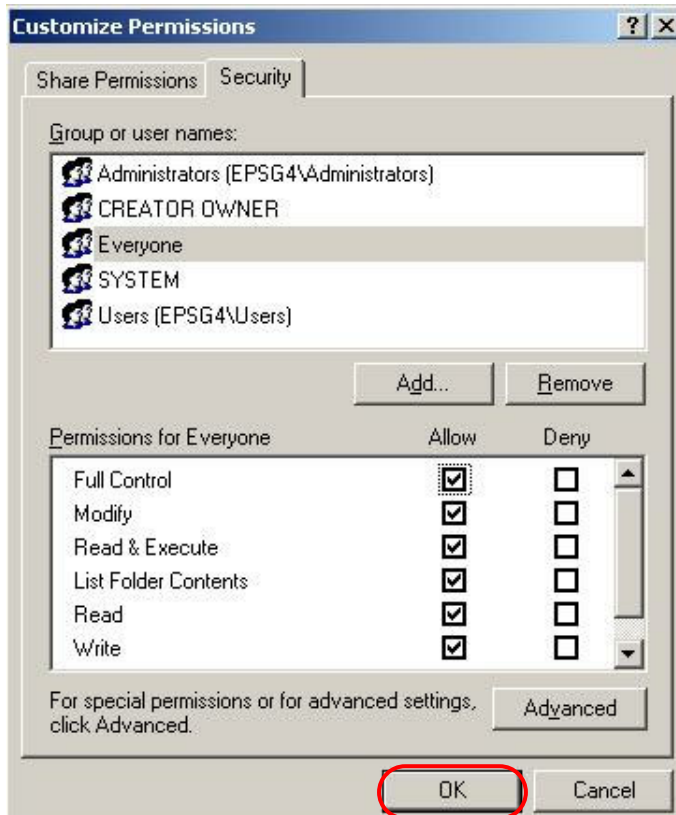 Customize Permissions
Share Permissions Security
Group or user names:
Administrators (EPSG4\Administrators)
CREATOR OWNER
Everyone
SYSTEM
Users (EPSG4\Users)
Add... Remove
Permissions for Everyone Allow Deny
Full Control
Modify
Read & Execute
List Folder Contents
Read
Write
For special permissions or for advanced settings,
click Advanced.
Advanced
OK Cancel